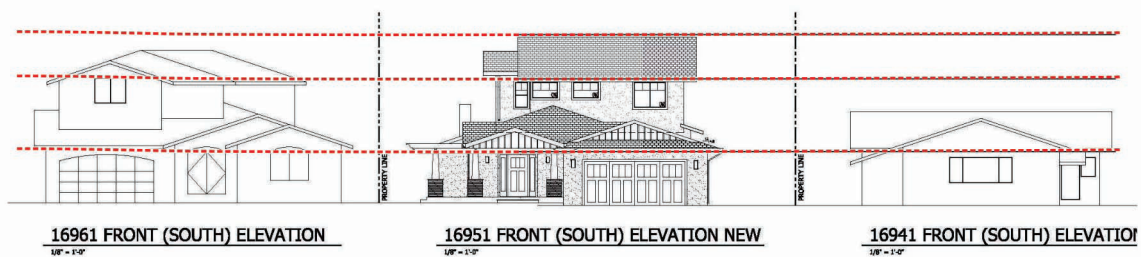 PROPERTY LINE
PROPERTY LINE
16961 FRONT (SOUTH) ELEVATION
1/8" = 1'-0"
16951 FRONT (SOUTH) ELEVATION NEW
1/8" = 1'-0"
16941 FRONT (SOUTH) ELEVATION
1/8" = 1'-0"